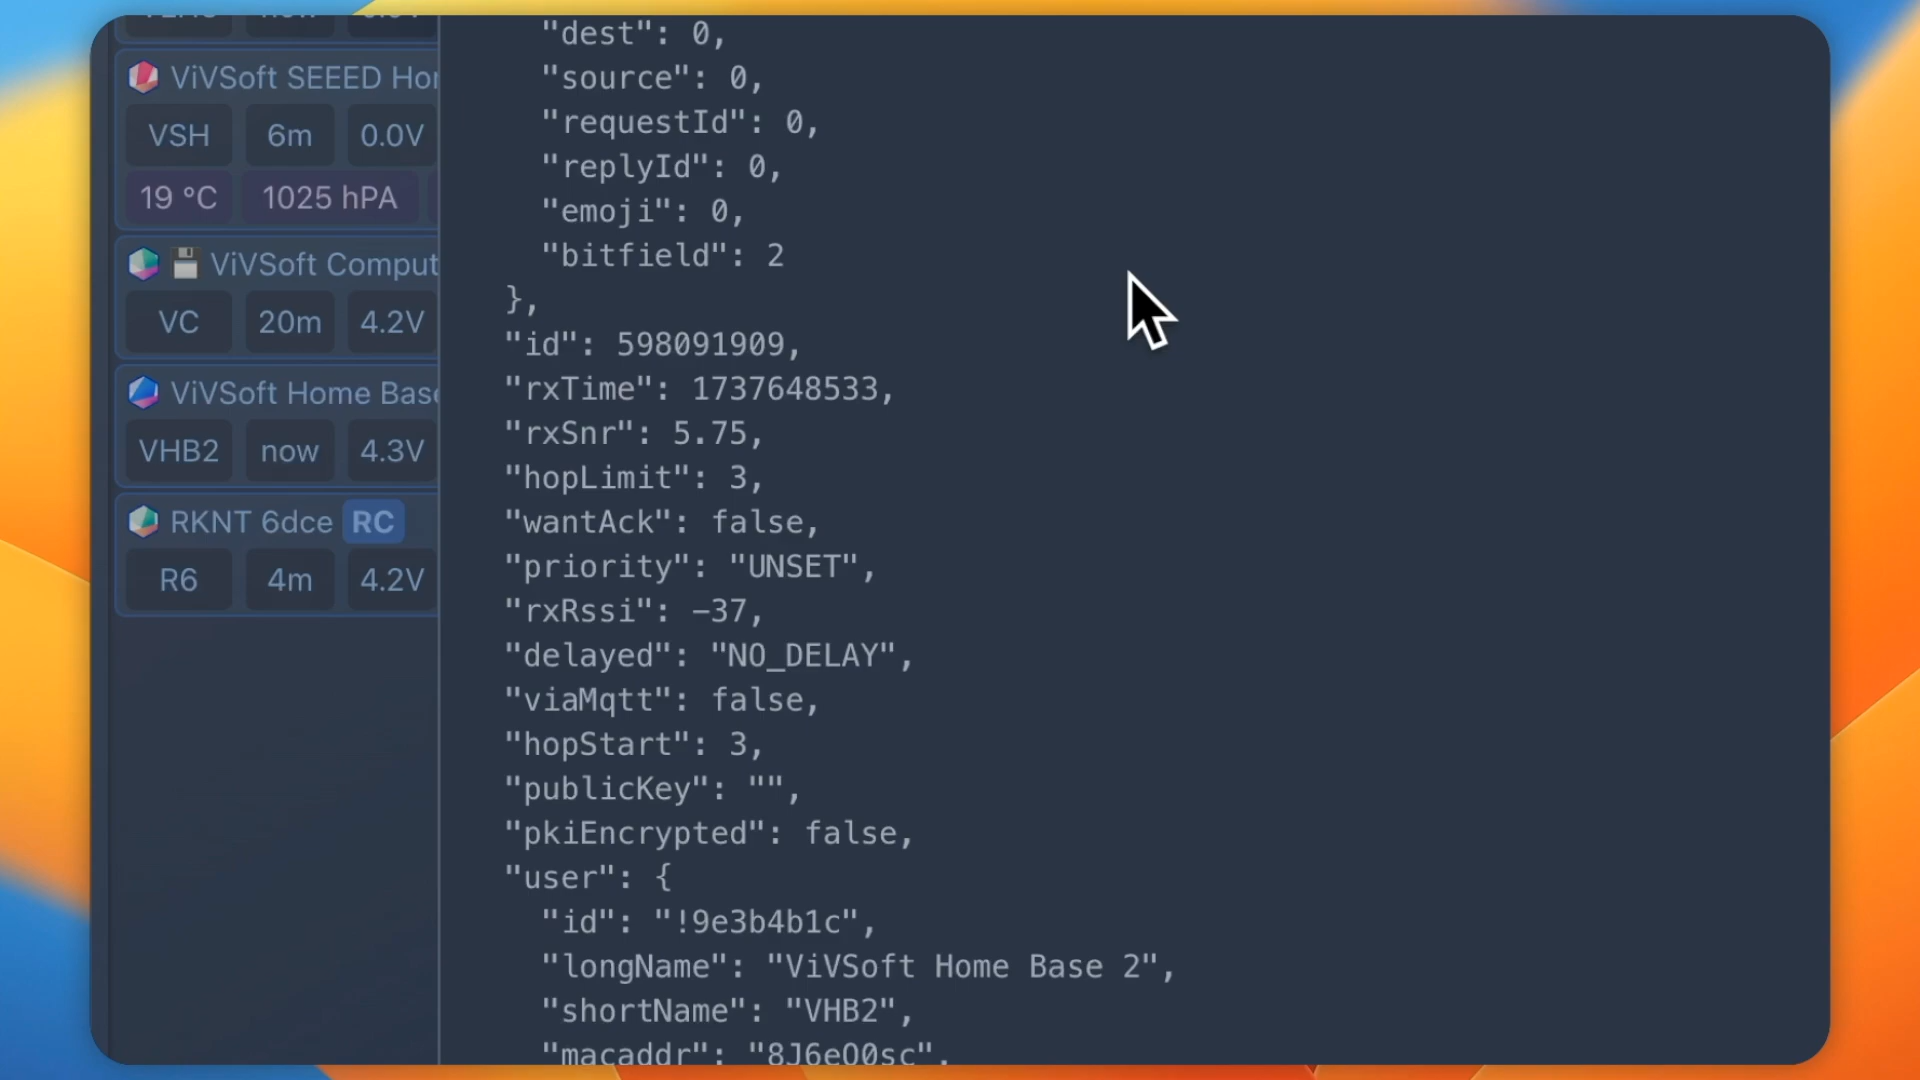 ViVSoft SEEED Hor
VSH 6m 0.0V
19 °C 1025 hPA
ViVSoft Comput
VC 20m 4.2V
ViVSoft Home Base
VHB2 now 4.3V
RKNT 6dce RC
R6 4m 4.2V
"dest": 0,
"source": 0,
"requestId": 0,
"replyId": 0,
"emoji": 0,
"bitfield": 2
},
"id": 598091909,
"rxTime": 1737648533,
"rxSnr": 5.75,
"hopLimit": 3,
"wantAck": false,
"priority": "UNSET",
"rxRssi": -37,
"delayed": "NO_DELAY",
"viaMqtt": false,
"hopStart": 3,
"publicKey": "",
"pkiEncrypted": false,
"user": {
"id": "!9e3b4b1c",
"longName": "ViVSoft Home Base 2",
"shortName": "VHB2",
"macaddr": "8J6eO0sc",